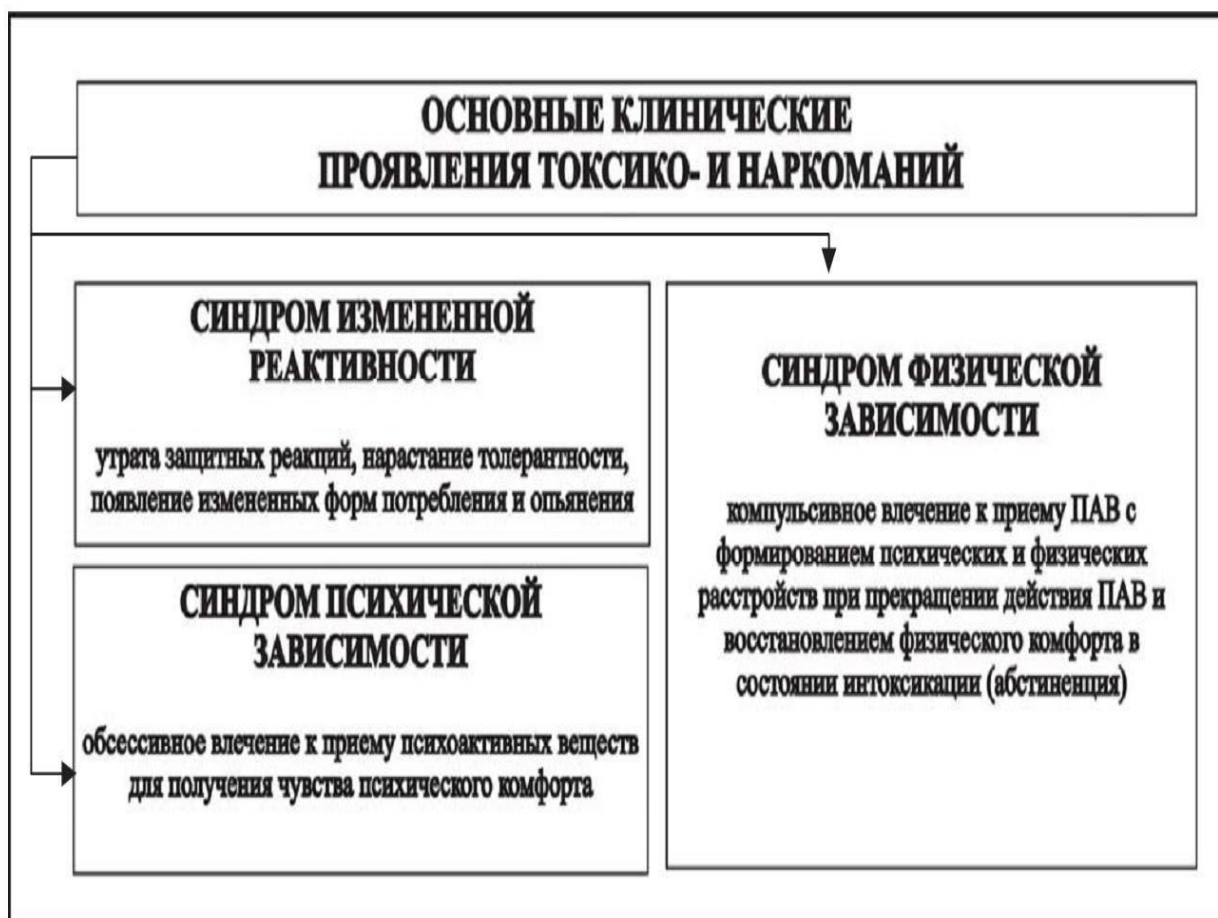 ОСНОВНЫЕ КЛИНИЧЕСКИЕ
ПРОЯВЛЕНИЯ ТОКСИКО- И НАРКОМАНИЙ
СИНДРОМ ИЗМЕНЕННОЙ
РЕАКТИВНОСТИ
утрата защитных реакций, нарастание толерантности,
появление измененных форм потребления и опьянения
СИНДРОМ ПСИХИЧЕСКОЙ
ЗАВИСИМОСТИ
обсессивное влечение к приему психоактивных веществ
для получения чувства психического комфорта
СИНДРОМ ФИЗИЧЕСКОЙ
ЗАВИСИМОСТИ
компульсивное влечение к приему ПАВ с
формированием психических и физических
расстройств при прекращении действия ПАВ и
восстановлением физического комфорта в
состоянии интоксикации (абстиненция)